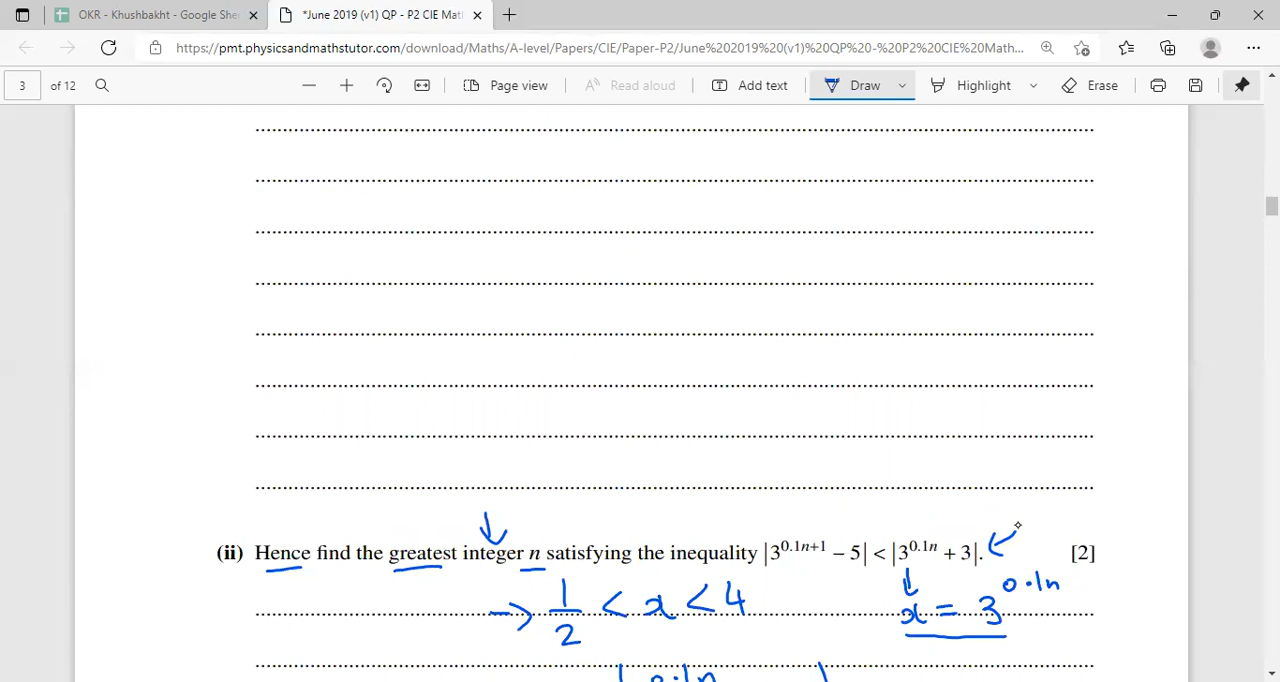 OKR - Khushbakht - Google She
*June 2019 (v1) QP - P2 CIE Mat
https://pmt.physicsandmathstutor.com/download/Maths/A-level/Papers/CIE/Paper-P2/June%202019%20(v1)%20QP%20-%20P2%20CIE%20Math...
3 of 12 Page view Read aloud Add text Draw Highlight Erase
(ii) Hence find the greatest integer n satisfying the inequality |3^{0.1n+1} − 5| < |3^{0.1n} + 3|. [2]
→ 1/2 < x < 4 x = 3^{0.1n}
0.1n